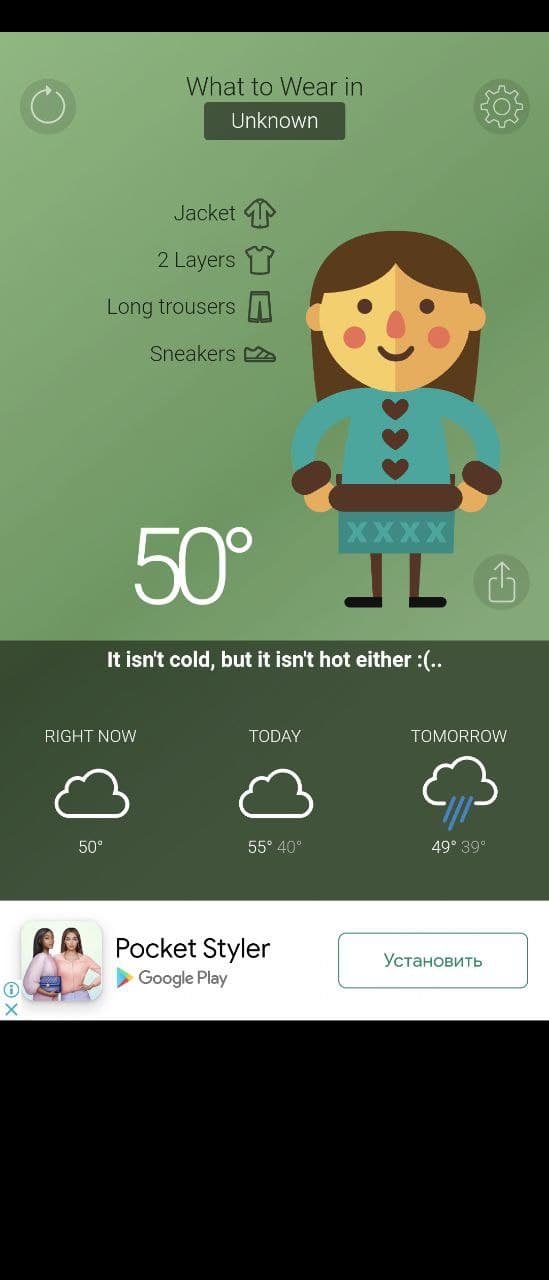 What to Wear in
Unknown
Jacket
2 Layers
Long trousers
Sneakers
50°
It isn't cold, but it isn't hot either :(..
RIGHT NOW
TODAY
TOMORROW
50°
55° 40°
49° 39°
Pocket Styler
Google Play
Установить